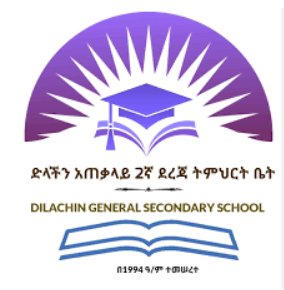 ድላችን አጠቃላይ 2ኛ ደረጃ ትምህርት ቤት
DILACHIN GENERAL SECONDARY SCHOOL
በ1994 ዓ/ም ተመሠረተ